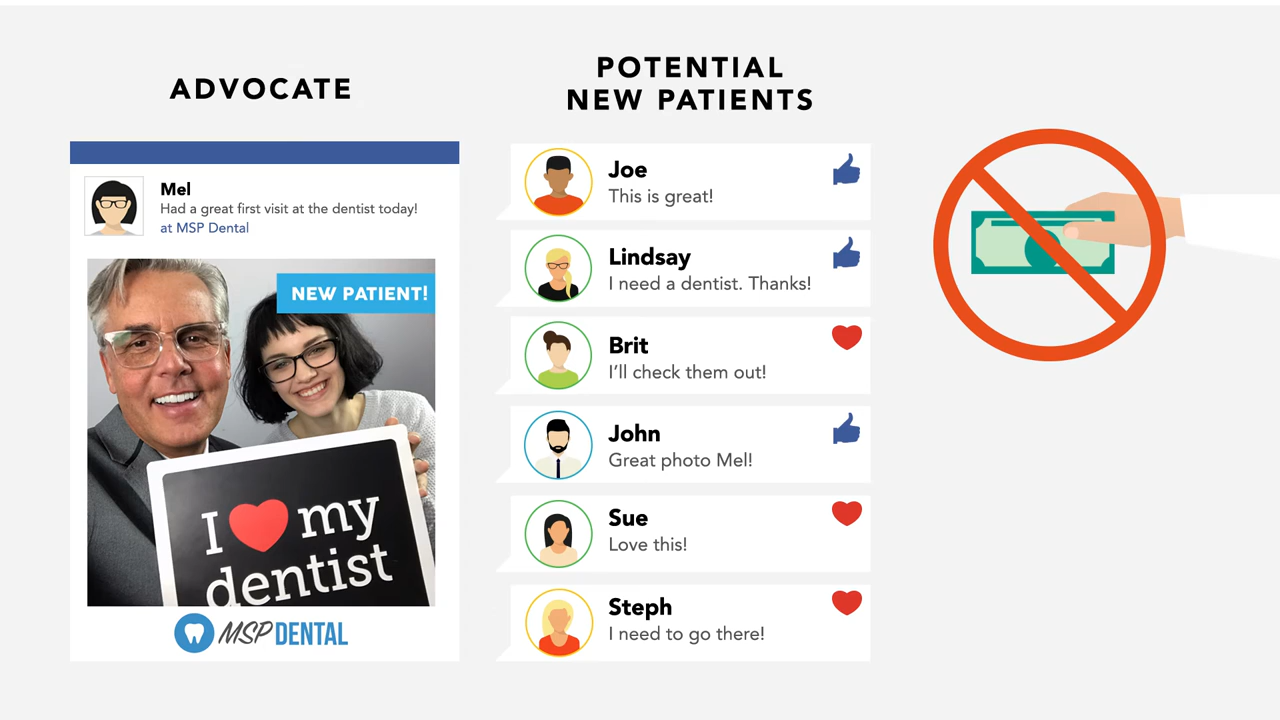 ADVOCATE
Mel
Had a great first visit at the dentist today!
at MSP Dental
NEW PATIENT!
I my
dentist
MSP DENTAL
POTENTIAL
NEW PATIENTS
Joe
This is great!
Lindsay
I need a dentist. Thanks!
Brit
I'll check them out!
John
Great photo Mel!
Sue
Love this!
Steph
I need to go there!